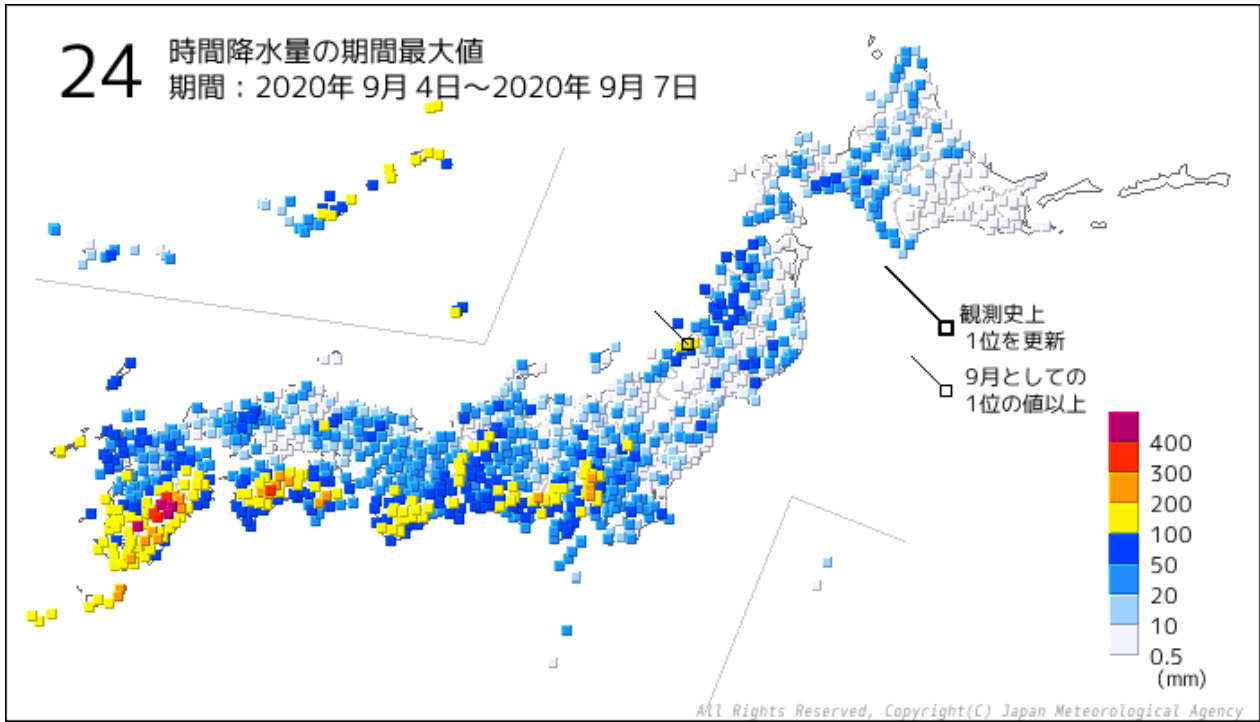 24 時間降水量の期間最大値
期間：2020年 9月 4日～2020年 9月 7日
観測史上
1位を更新
9月としての
1位の値以上
400
300
200
100
50
20
10
0.5
(mm)
All Rights Reserved, Copyright(C) Japan Meteorological Agency